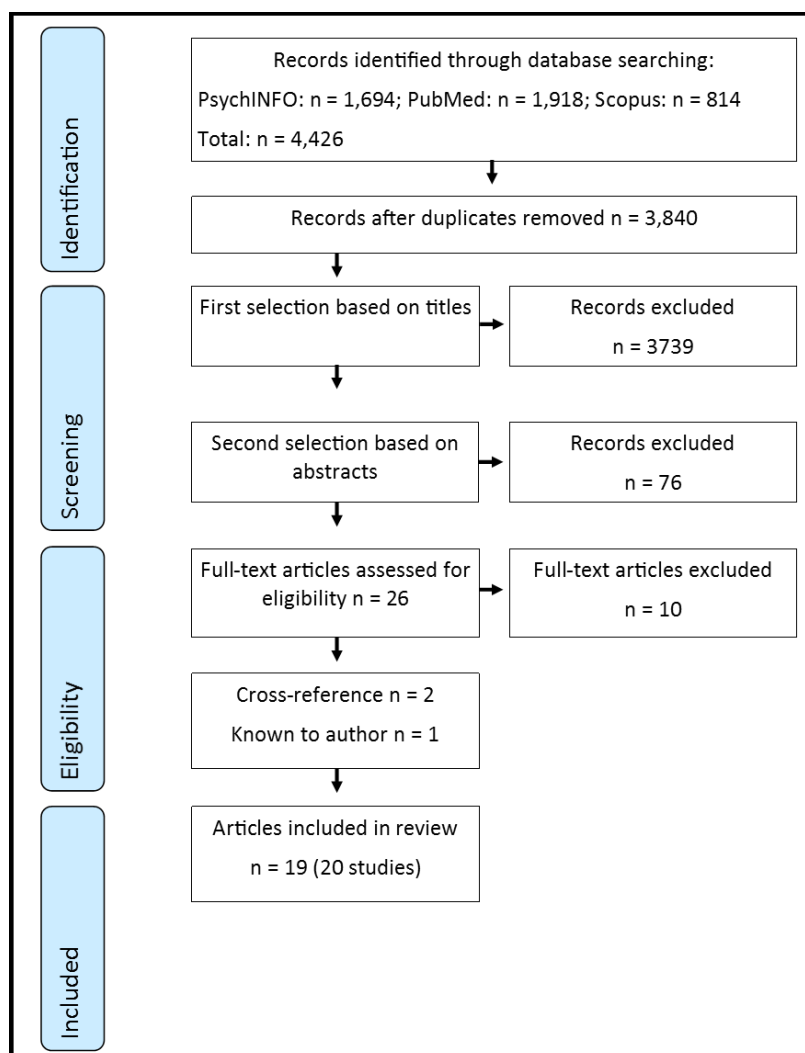 Identification
Records identified through database searching:
PsychINFO: n = 1,694; PubMed: n = 1,918; Scopus: n = 814
Total: n = 4,426
Records after duplicates removed n = 3,840
Screening
First selection based on titles
Records excluded
n = 3739
Second selection based on
abstracts
Records excluded
n = 76
Eligibility
Full-text articles assessed for
eligibility n = 26
Full-text articles excluded
n = 10
Cross-reference n = 2
Known to author n = 1
Included
Articles included in review
n = 19 (20 studies)